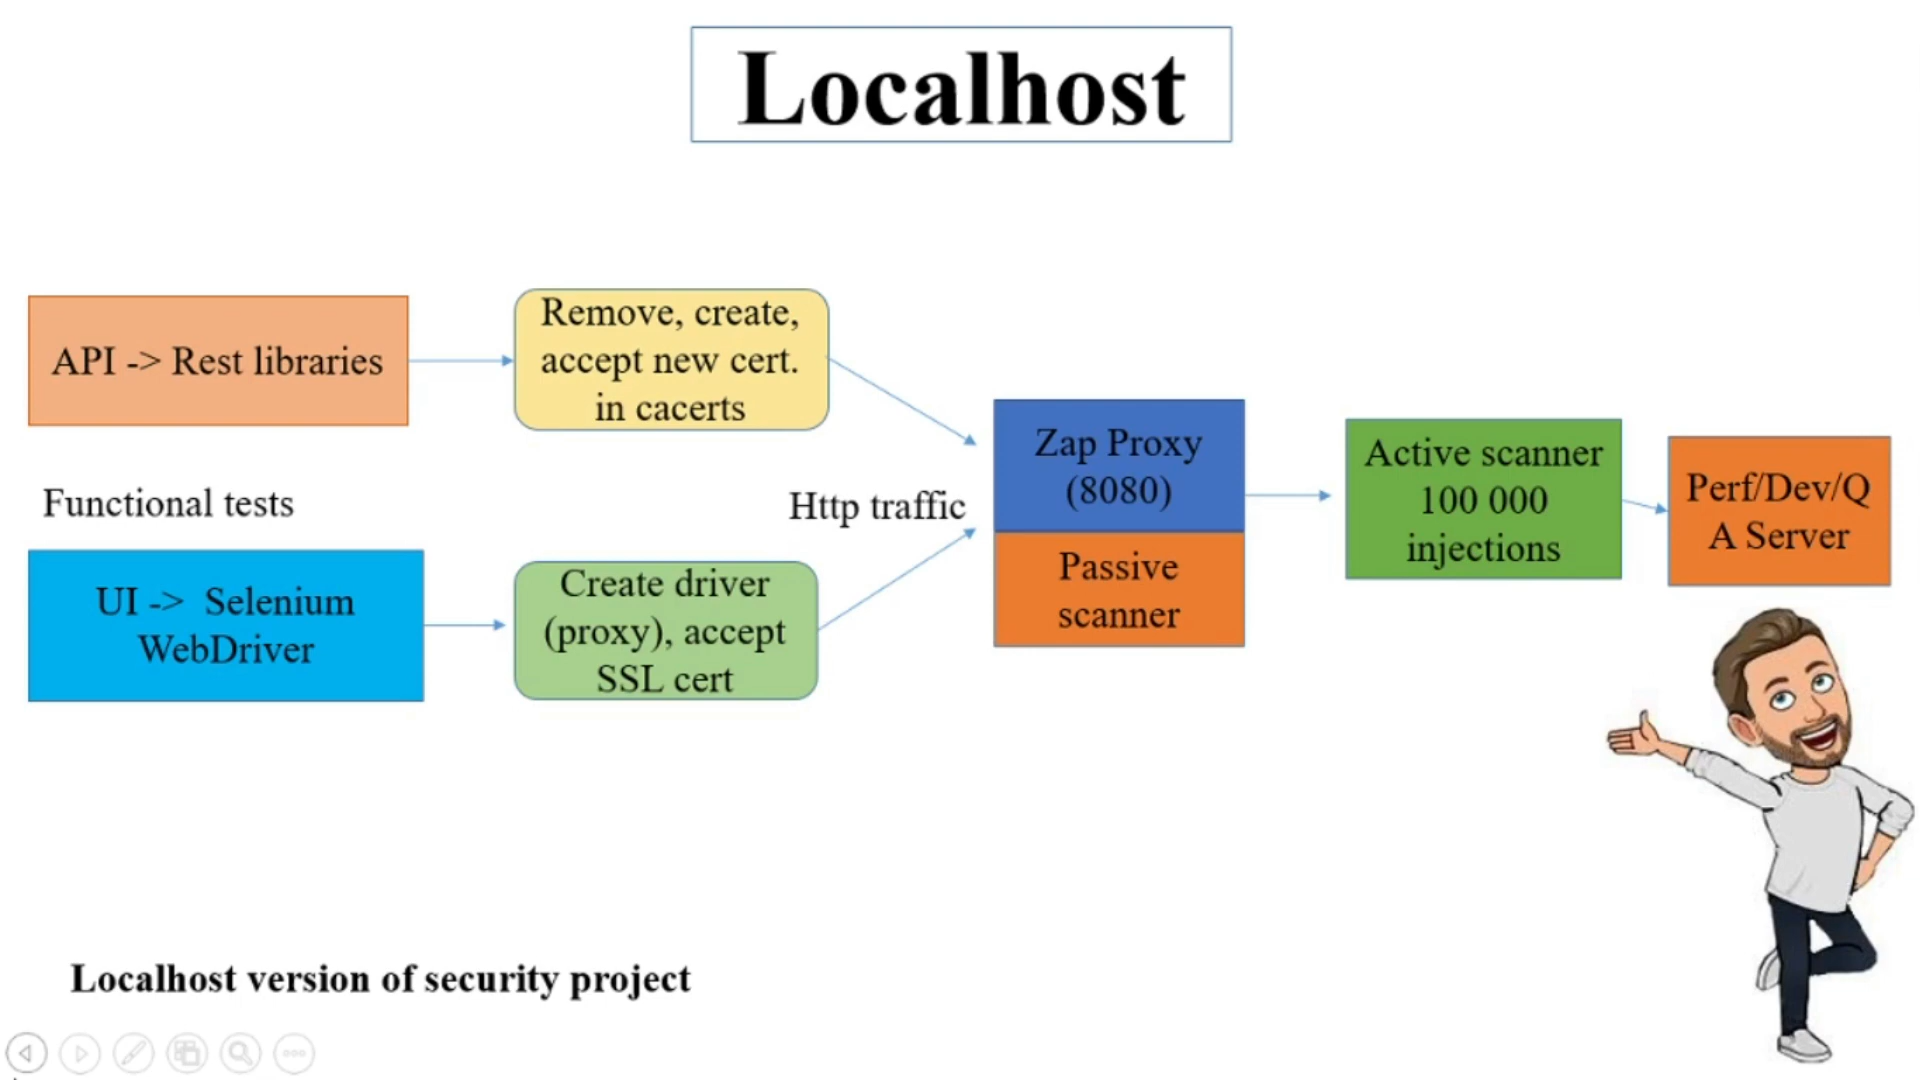 Localhost
API -> Rest libraries
Remove, create,
accept new cert.
in cacerts
Functional tests
Http traffic
UI -> Selenium
WebDriver
Create driver
(proxy), accept
SSL cert
Zap Proxy
(8080)
Passive
scanner
Active scanner
100 000
injections
Perf/Dev/Q
A Server
Localhost version of security project